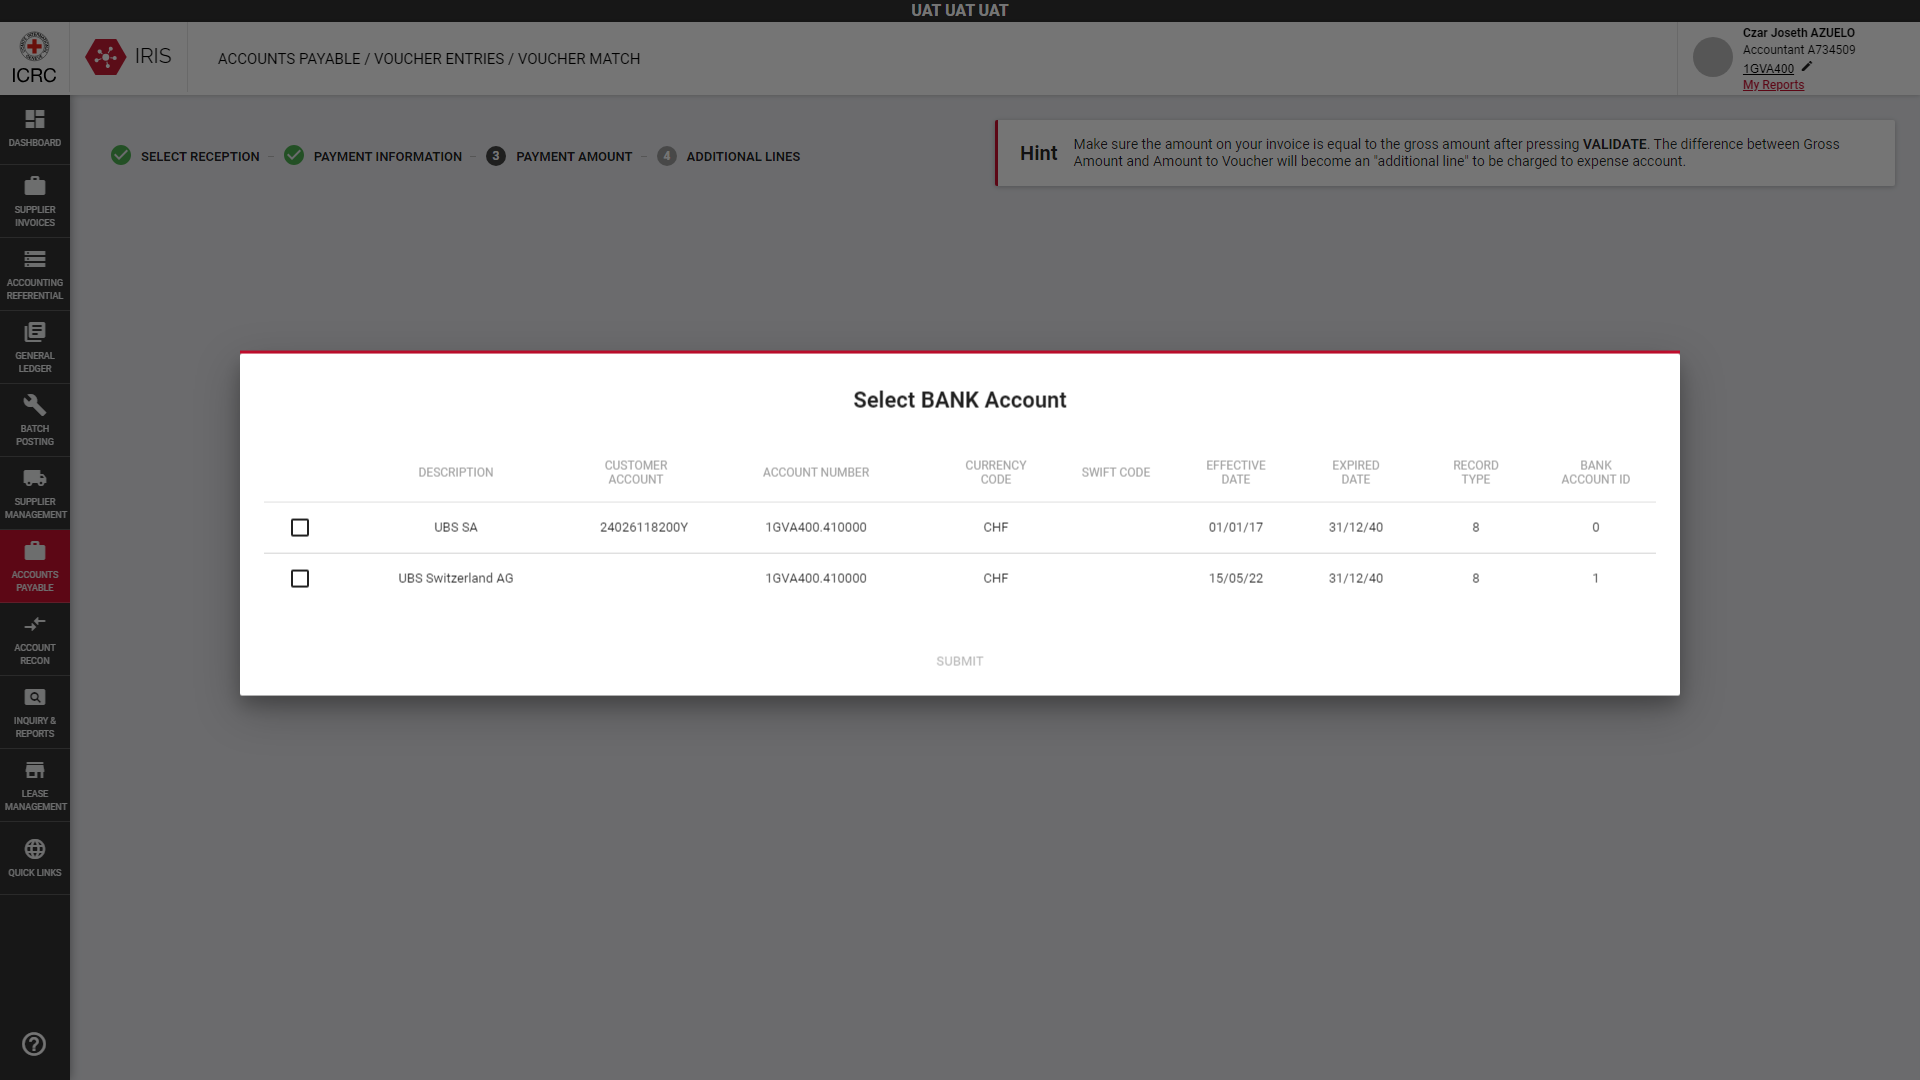 UAT UAT UAT
ICRC
IRIS
ACCOUNTS PAYABLE / VOUCHER ENTRIES / VOUCHER MATCH
Czar Joseth AZUELO
Accountant A734509
1GVA400
My Reports
DASHBOARD
SUPPLIER
INVOICES
ACCOUNTING
REFERENTIAL
GENERAL
LEDGER
BATCH
POSTING
SUPPLIER
MANAGEMENT
ACCOUNTS
PAYABLE
ACCOUNT
RECON
INQUIRY &
REPORTS
LEASE
MANAGEMENT
QUICK LINKS
SELECT RECEPTION
PAYMENT INFORMATION
3 PAYMENT AMOUNT
4 ADDITIONAL LINES
Hint
Make sure the amount on your invoice is equal to the gross amount after pressing VALIDATE. The difference between Gross
Amount and Amount to Voucher will become an "additional line" to be charged to expense account.
Select BANK Account
DESCRIPTION CUSTOMER ACCOUNT ACCOUNT NUMBER CURRENCY CODE SWIFT CODE EFFECTIVE DATE EXPIRED DATE RECORD TYPE BANK ACCOUNT ID
UBS SA 24026118200Y 1GVA400.410000 CHF 01/01/17 31/12/40 8 0
UBS Switzerland AG 1GVA400.410000 CHF 15/05/22 31/12/40 8 1
SUBMIT